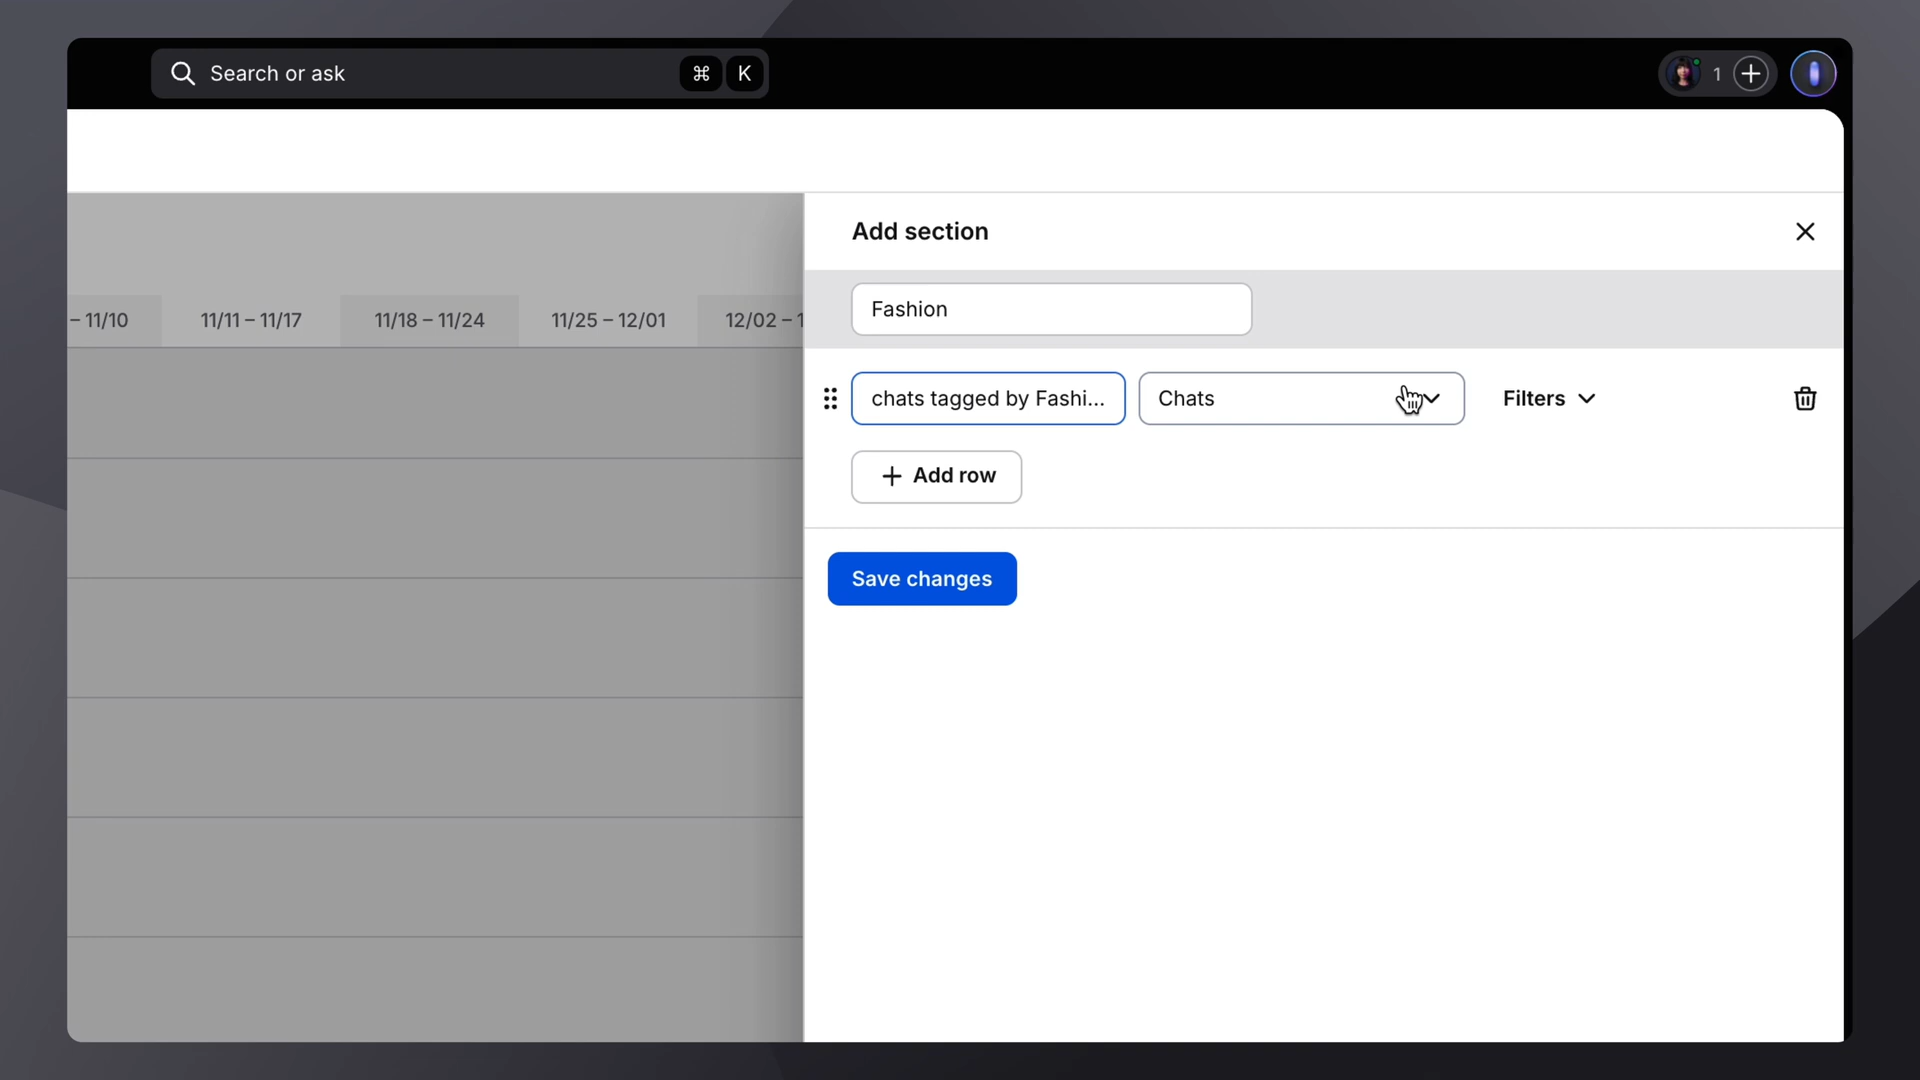 Search or ask
⌘ K
1
Add section
Fashion
– 11/10
11/11 – 11/17
11/18 – 11/24
11/25 – 12/01
12/02 – 1
chats tagged by Fashi...
Chats
Filters
Add row
Save changes